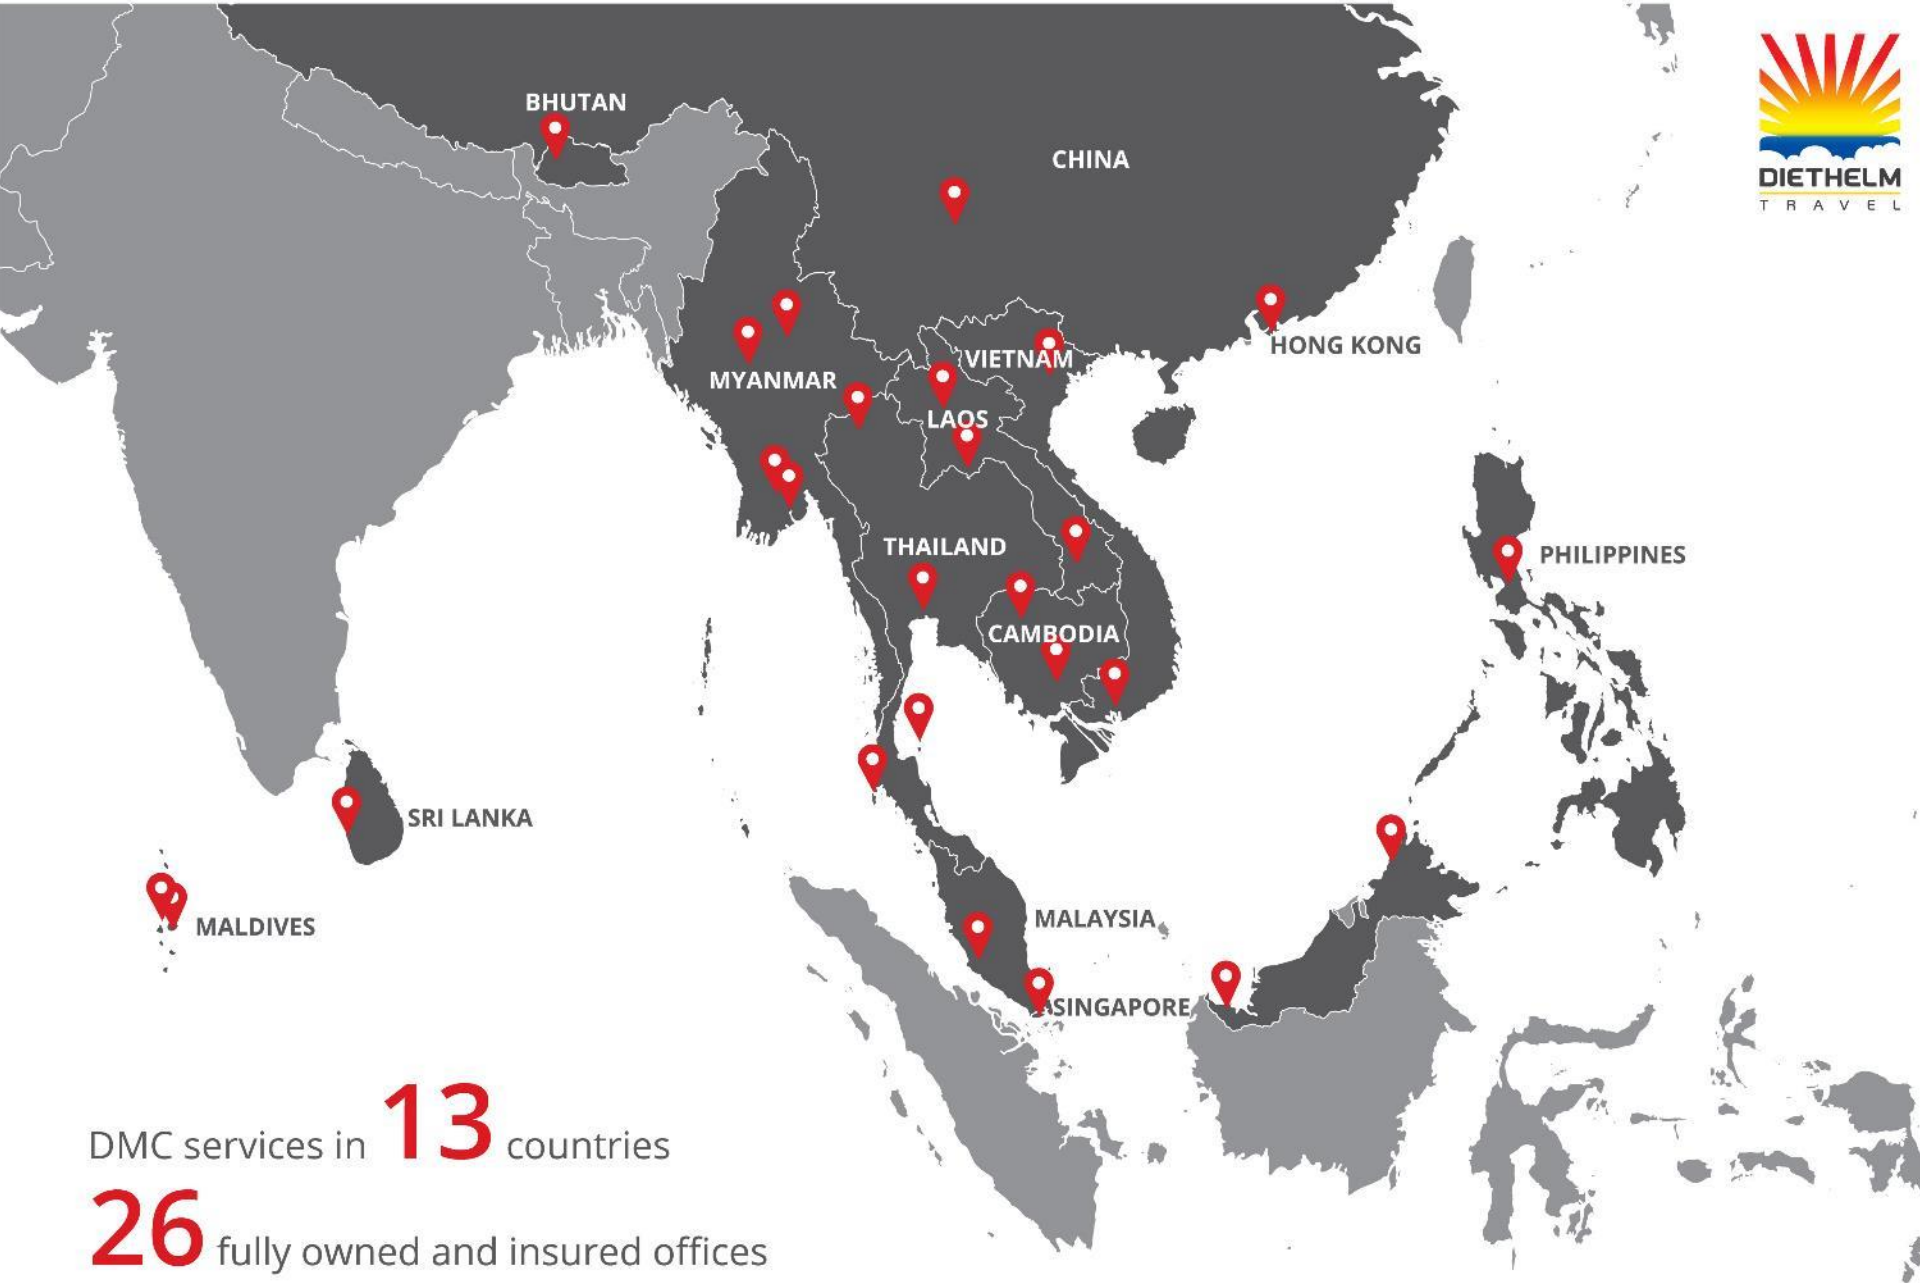 BHUTAN
CHINA
DIETHELM
TRAVEL
HONG KONG
VIETNAM
MYANMAR
LAOS
THAILAND
PHILIPPINES
CAMBODIA
SRI LANKA
MALDIVES
MALAYSIA
SINGAPORE
DMC services in 13 countries
26 fully owned and insured offices